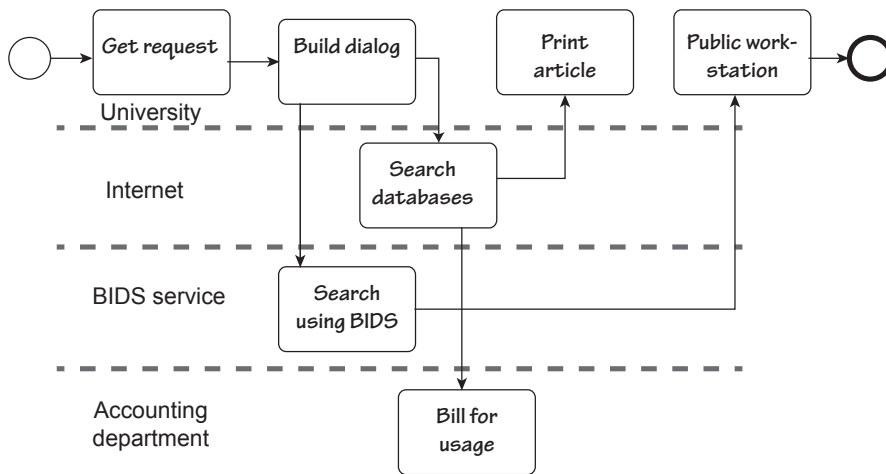 Get request
Build dialog
Print
article
Public work-
station
University
Internet
Search
databases
BIDS service
Search
using BIDS
Accounting
department
Bill for
usage